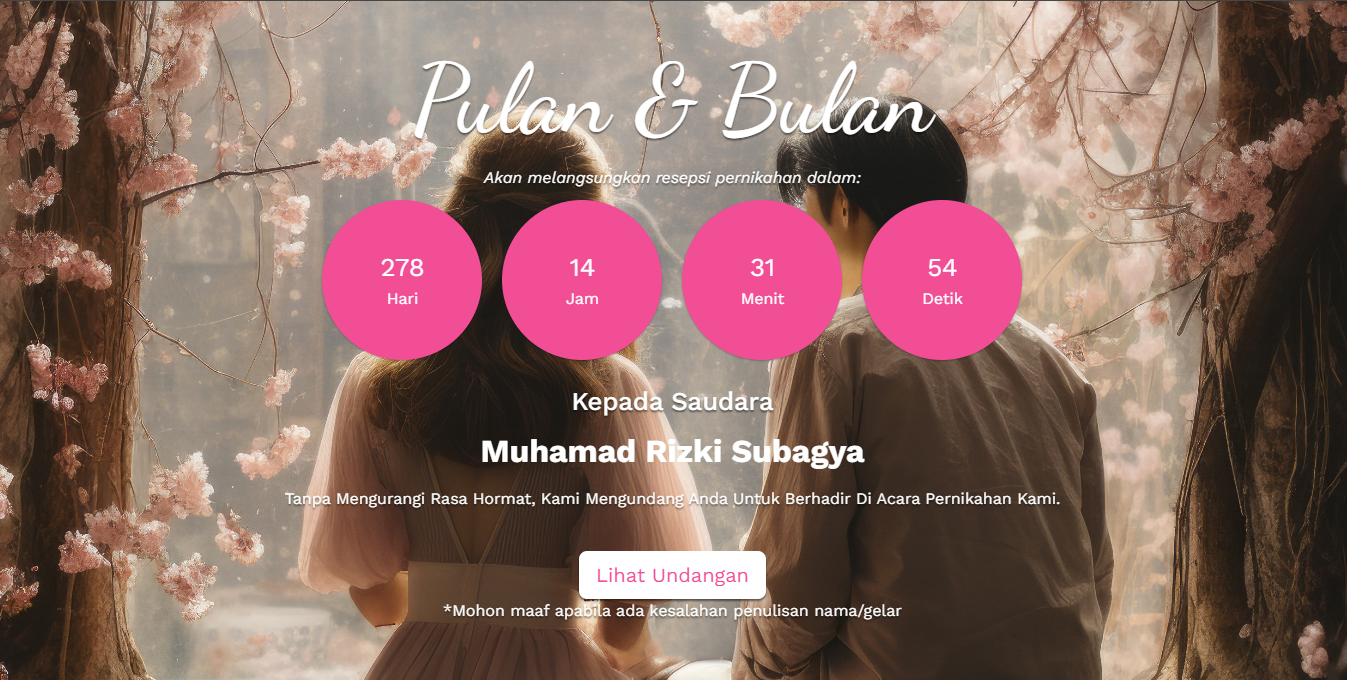 Pulan & Bulan
Akan melangsungkan resepsi pernikahan dalam:
278 14 31 54
Hari Jam Menit Detik
Kepada Saudara
Muhamad Rizki Subagya
Tanpa Mengurangi Rasa Hormat, Kami Mengundang Anda Untuk Berhadir Di Acara Pernikahan Kami.
Lihat Undangan
*Mohon maaf apabila ada kesalahan penulisan nama/gelar